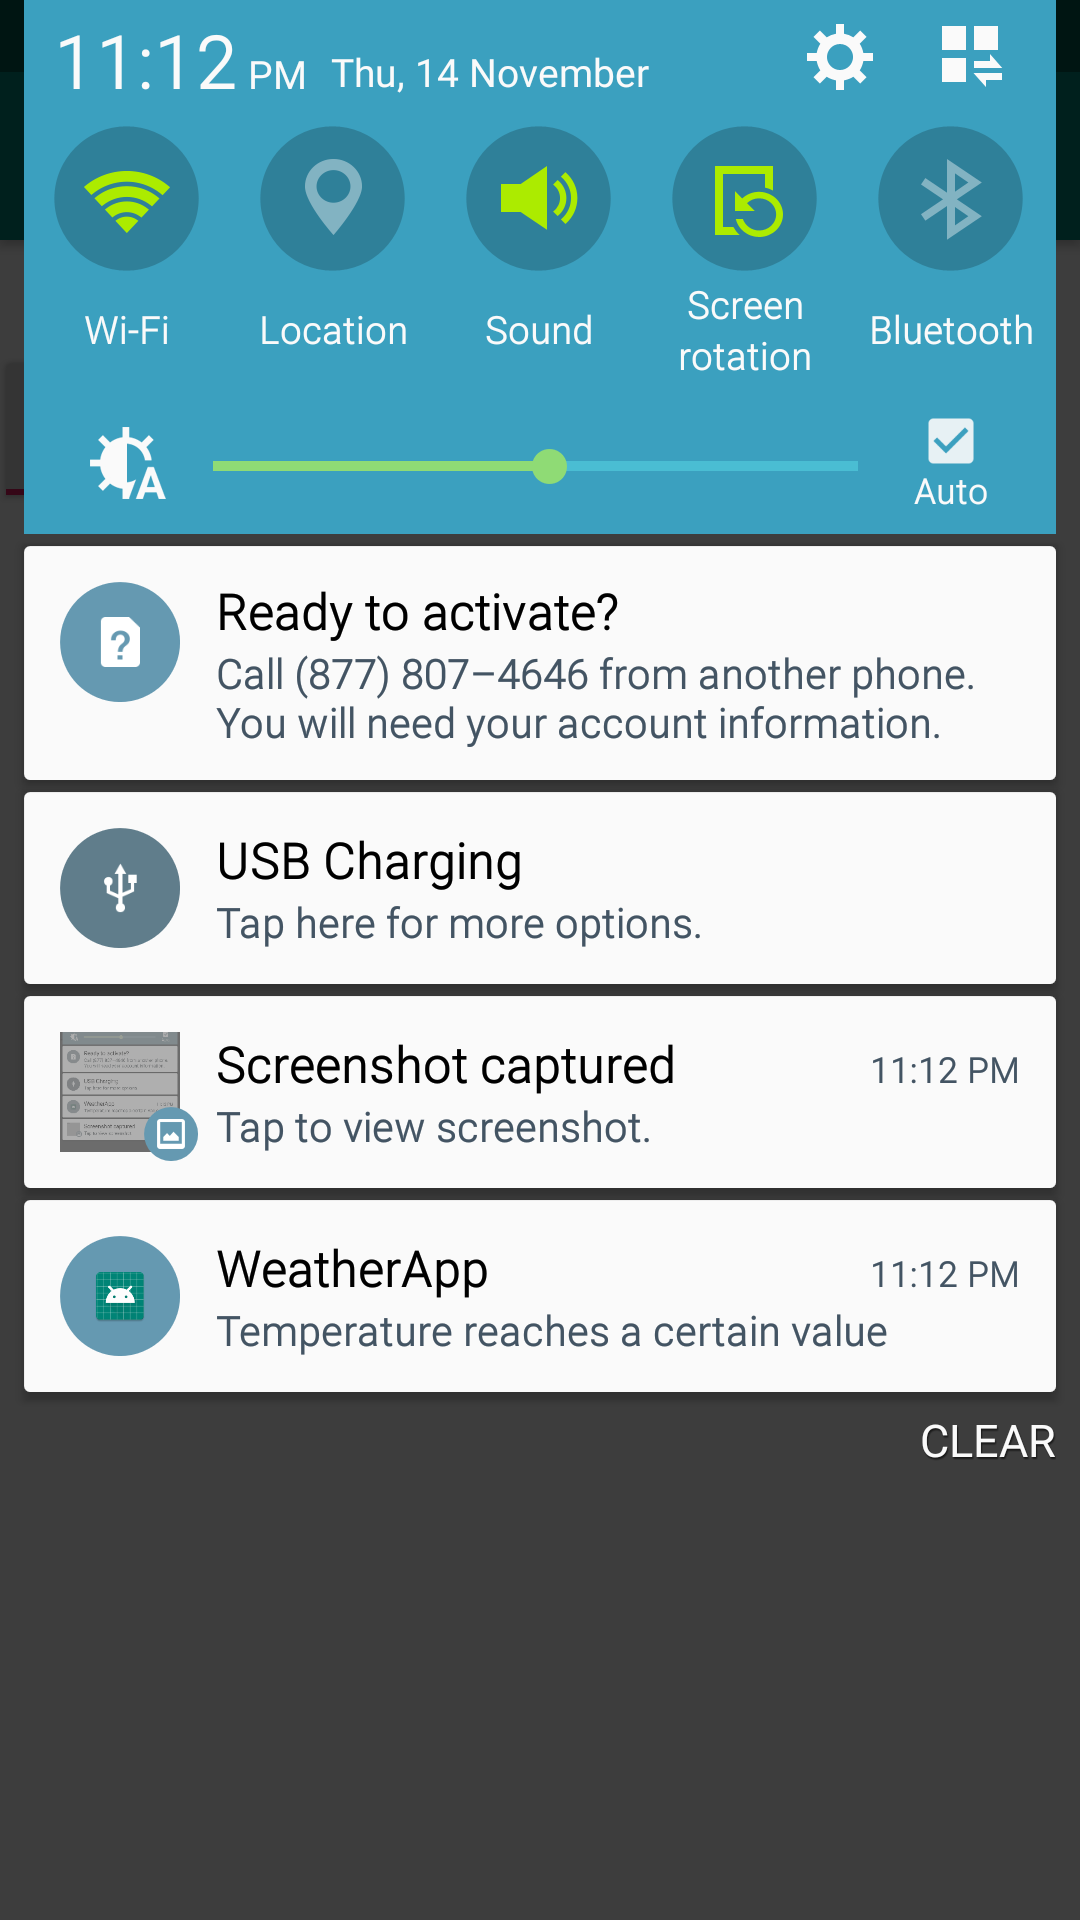 11:12 PM Thu, 14 November
Wi-Fi
Location
Sound
Screen
rotation
Bluetooth
A
Auto
Ready to activate?
Call (877) 807–4646 from another phone.
You will need your account information.
USB Charging
Tap here for more options.
Screenshot captured 11:12 PM
Tap to view screenshot.
WeatherApp 11:12 PM
Temperature reaches a certain value
CLEAR